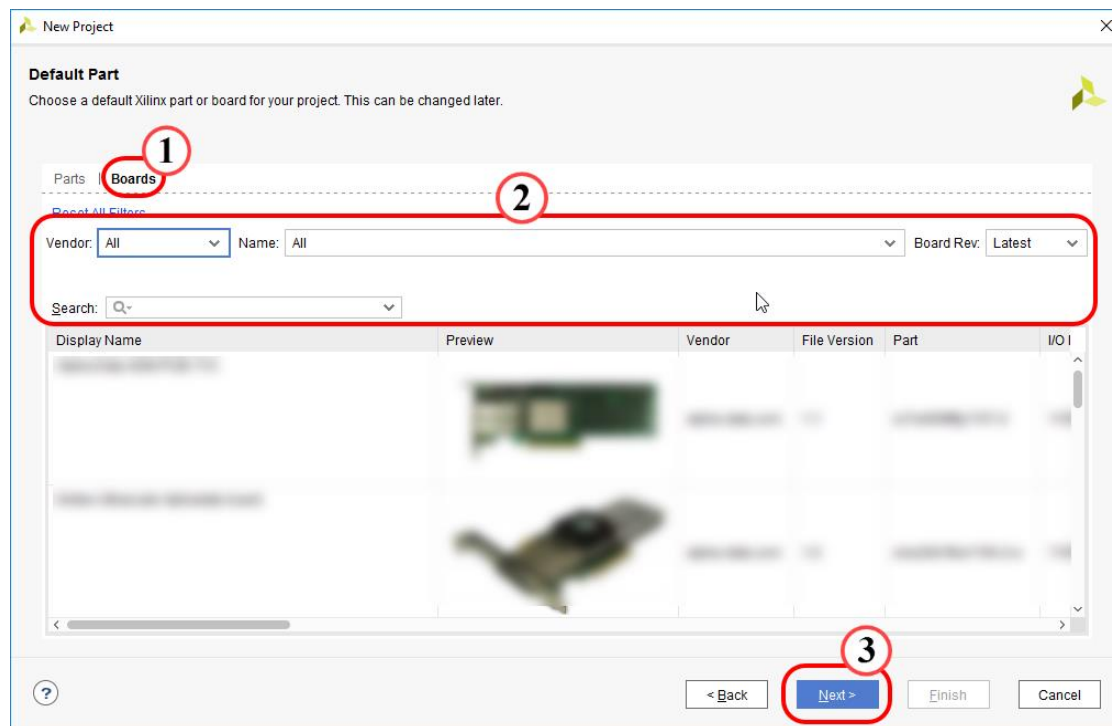 New Project
Default Part
Choose a default Xilinx part or board for your project. This can be changed later.
1
Parts | Boards
2
Reset All Filters
Vendor: All Name: All Board Rev: Latest
Search:
Display Name Preview Vendor File Version Part I/O
3
? < Back Next > Finish Cancel